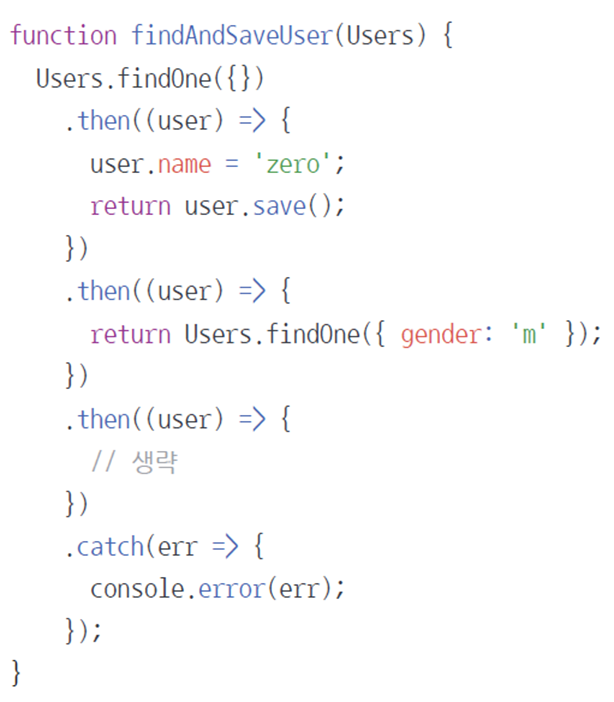 function findAndSaveUser(Users) {
  Users.findOne({})
    .then((user) => {
      user.name = 'zero';
      return user.save();
    })
    .then((user) => {
      return Users.findOne({ gender: 'm' });
    })
    .then((user) => {
      // 생략
    })
    .catch(err => {
      console.error(err);
    });
}